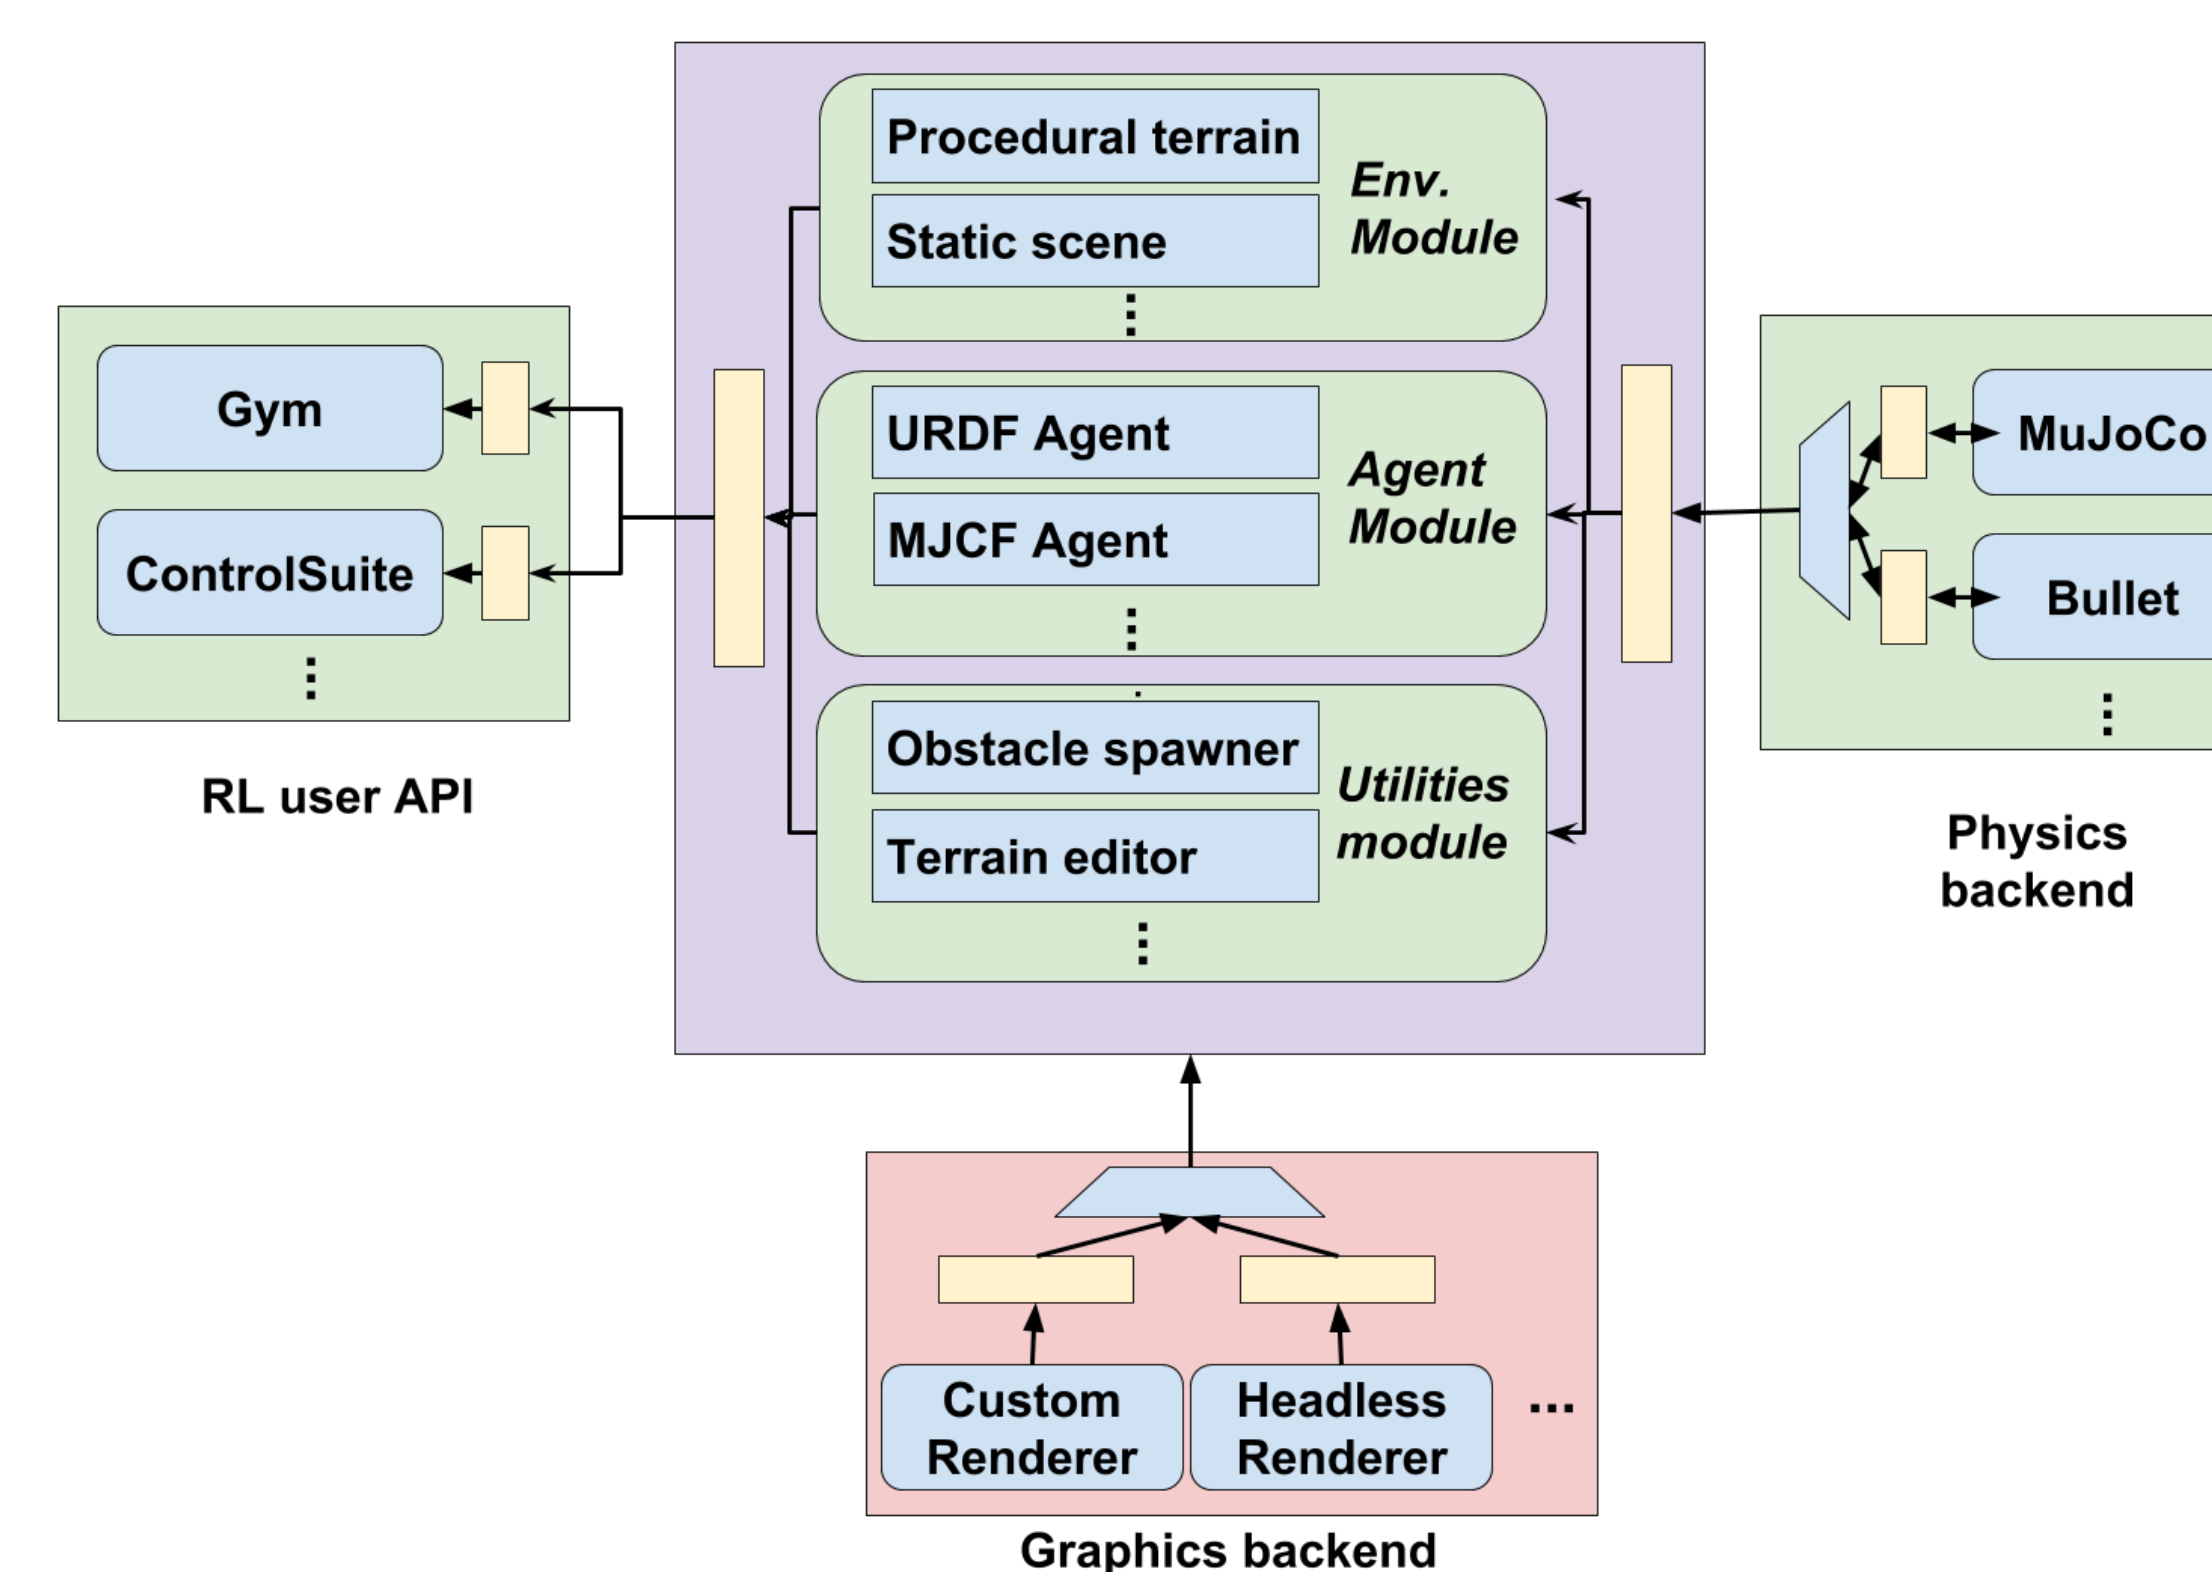 Procedural terrain
Static scene
Env.
Module
URDF Agent
MJCF Agent
Agent
Module
Obstacle spawner
Terrain editor
Utilities
module
Gym
ControlSuite
RL user API
MuJoCo
Bullet
Physics
backend
Custom
Renderer
Headless
Renderer
...
Graphics backend